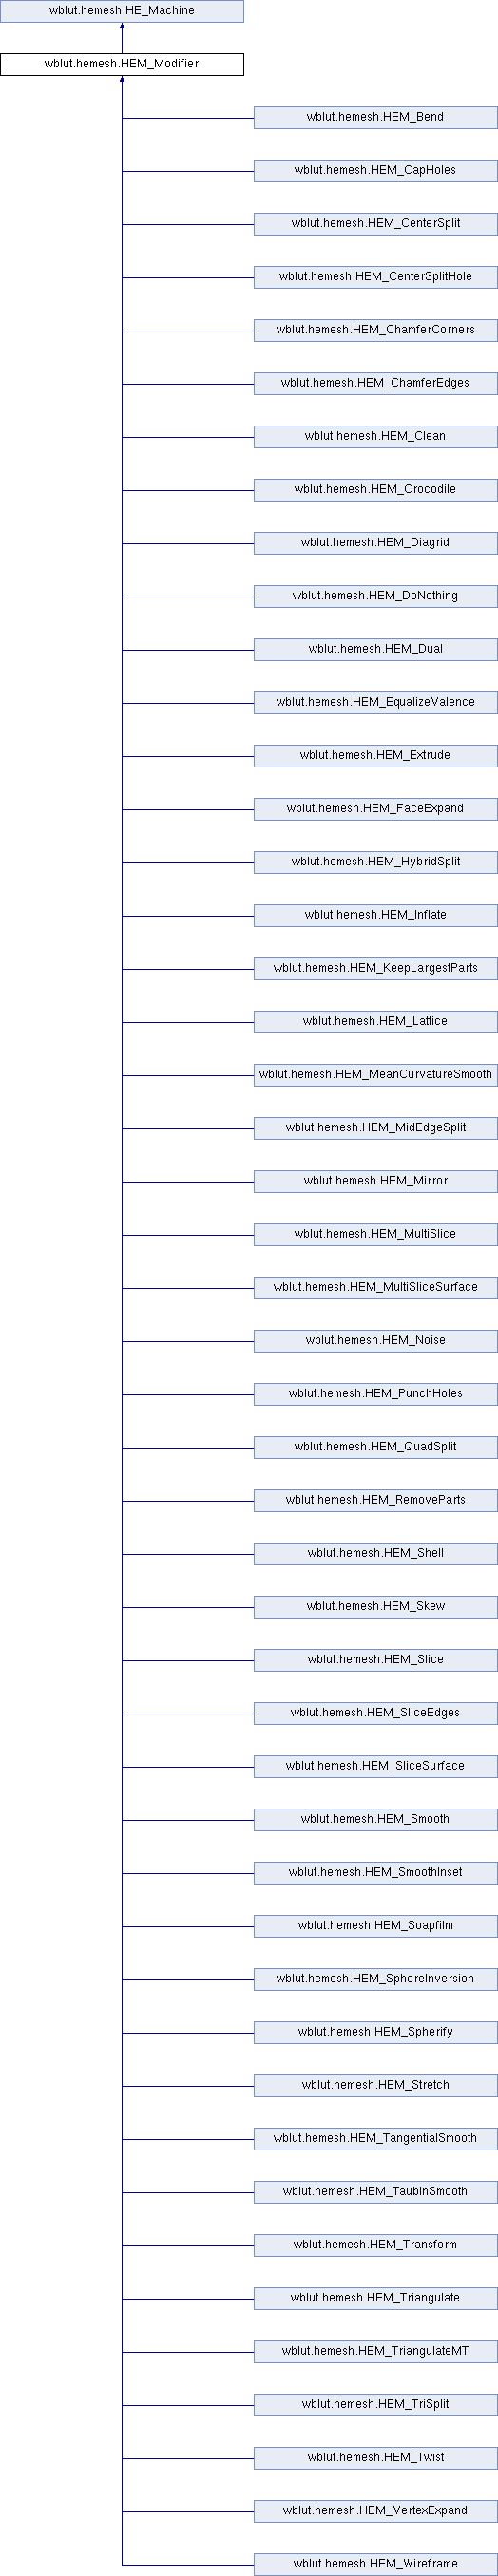 wblut.hemesh.HE_Machine
wblut.hemesh.HEM_Modifier
wblut.hemesh.HEM_Bend
wblut.hemesh.HEM_CapHoles
wblut.hemesh.HEM_CenterSplit
wblut.hemesh.HEM_CenterSplitHole
wblut.hemesh.HEM_ChamferCorners
wblut.hemesh.HEM_ChamferEdges
wblut.hemesh.HEM_Clean
wblut.hemesh.HEM_Crocodile
wblut.hemesh.HEM_Diagrid
wblut.hemesh.HEM_DoNothing
wblut.hemesh.HEM_Dual
wblut.hemesh.HEM_EqualizeValence
wblut.hemesh.HEM_Extrude
wblut.hemesh.HEM_FaceExpand
wblut.hemesh.HEM_HybridSplit
wblut.hemesh.HEM_Inflate
wblut.hemesh.HEM_KeepLargestParts
wblut.hemesh.HEM_Lattice
wblut.hemesh.HEM_MeanCurvatureSmooth
wblut.hemesh.HEM_MidEdgeSplit
wblut.hemesh.HEM_Mirror
wblut.hemesh.HEM_MultiSlice
wblut.hemesh.HEM_MultiSliceSurface
wblut.hemesh.HEM_Noise
wblut.hemesh.HEM_PunchHoles
wblut.hemesh.HEM_QuadSplit
wblut.hemesh.HEM_RemoveParts
wblut.hemesh.HEM_Shell
wblut.hemesh.HEM_Skew
wblut.hemesh.HEM_Slice
wblut.hemesh.HEM_SliceEdges
wblut.hemesh.HEM_SliceSurface
wblut.hemesh.HEM_Smooth
wblut.hemesh.HEM_SmoothInset
wblut.hemesh.HEM_Soapfilm
wblut.hemesh.HEM_SphereInversion
wblut.hemesh.HEM_Spherify
wblut.hemesh.HEM_Stretch
wblut.hemesh.HEM_TangentialSmooth
wblut.hemesh.HEM_TaubinSmooth
wblut.hemesh.HEM_Transform
wblut.hemesh.HEM_Triangulate
wblut.hemesh.HEM_TriangulateMT
wblut.hemesh.HEM_TriSplit
wblut.hemesh.HEM_Twist
wblut.hemesh.HEM_VertexExpand
wblut.hemesh.HEM_Wireframe